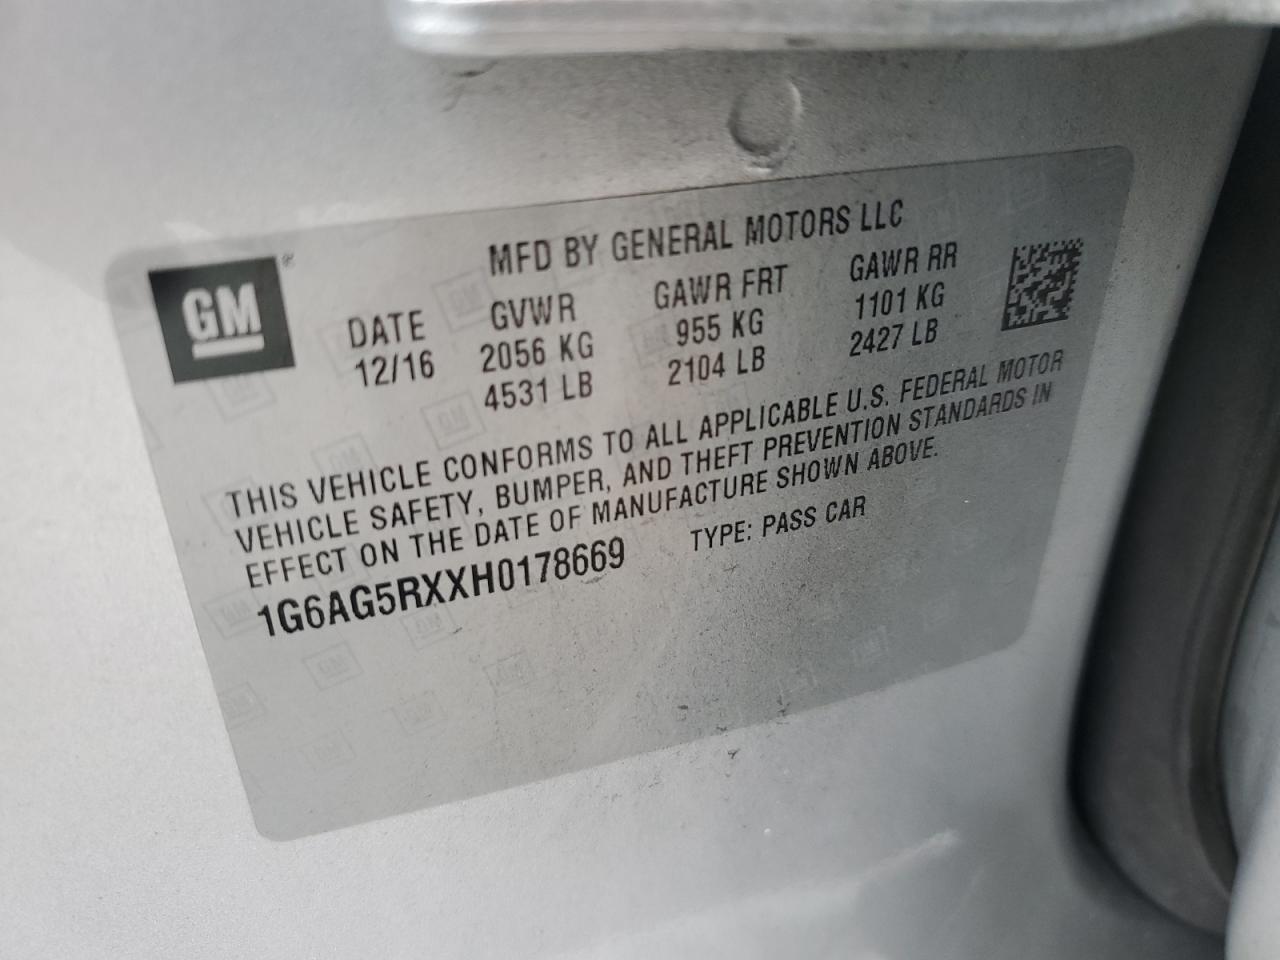 MFD BY GENERAL MOTORS LLC
GM ®
DATE GVWR GAWR FRT GAWR RR
12/16 2056 KG 955 KG 1101 KG
4531 LB 2104 LB 2427 LB
THIS VEHICLE CONFORMS TO ALL APPLICABLE U.S. FEDERAL MOTOR
VEHICLE SAFETY, BUMPER, AND THEFT PREVENTION STANDARDS IN
EFFECT ON THE DATE OF MANUFACTURE SHOWN ABOVE.
1G6AG5RXXH0178669 TYPE: PASS CAR